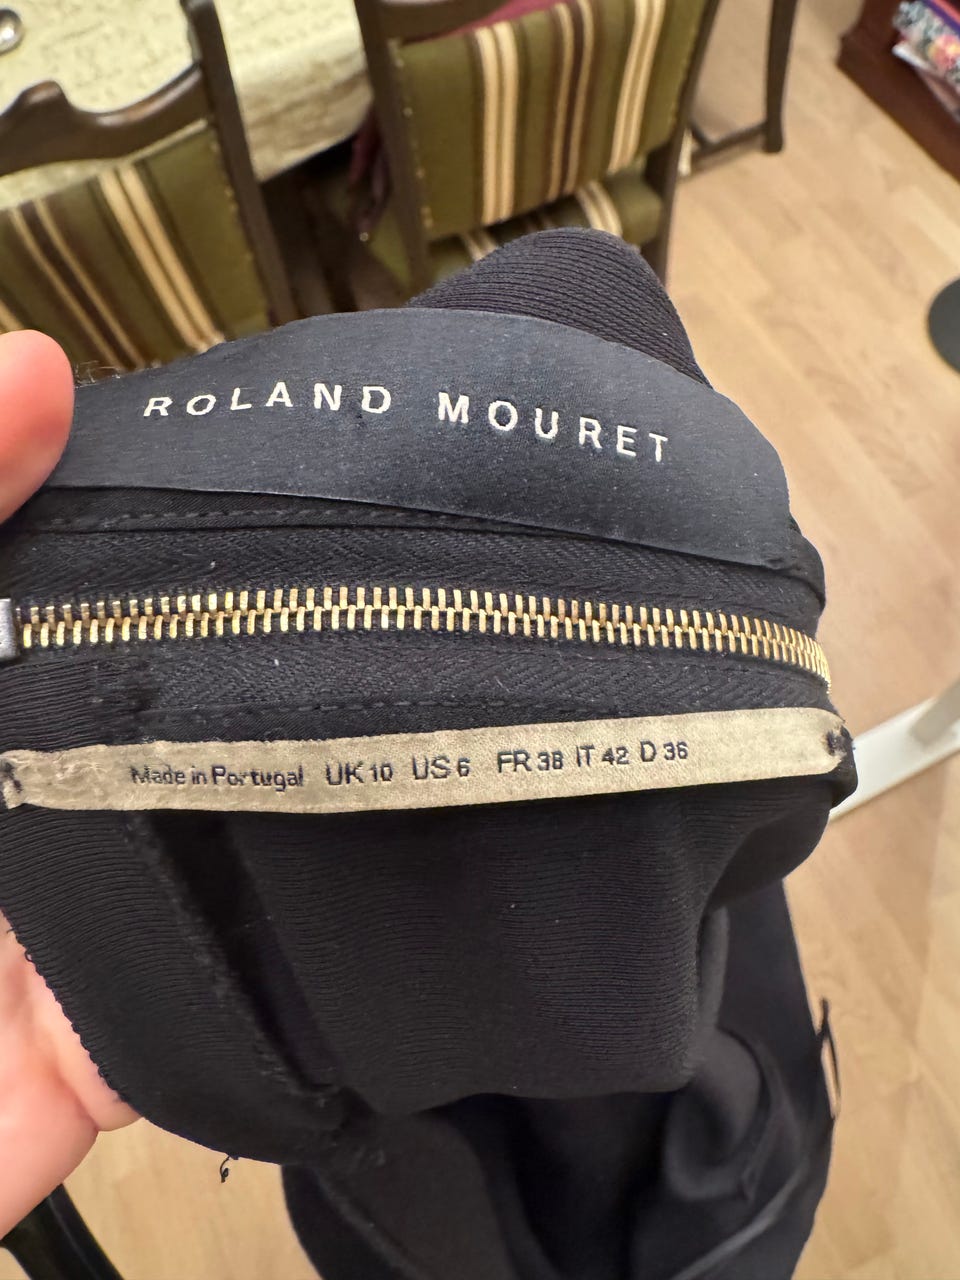 ROLAND MOURET
Made in Portugal UK 10 US 6 FR 38 IT 42 D 36